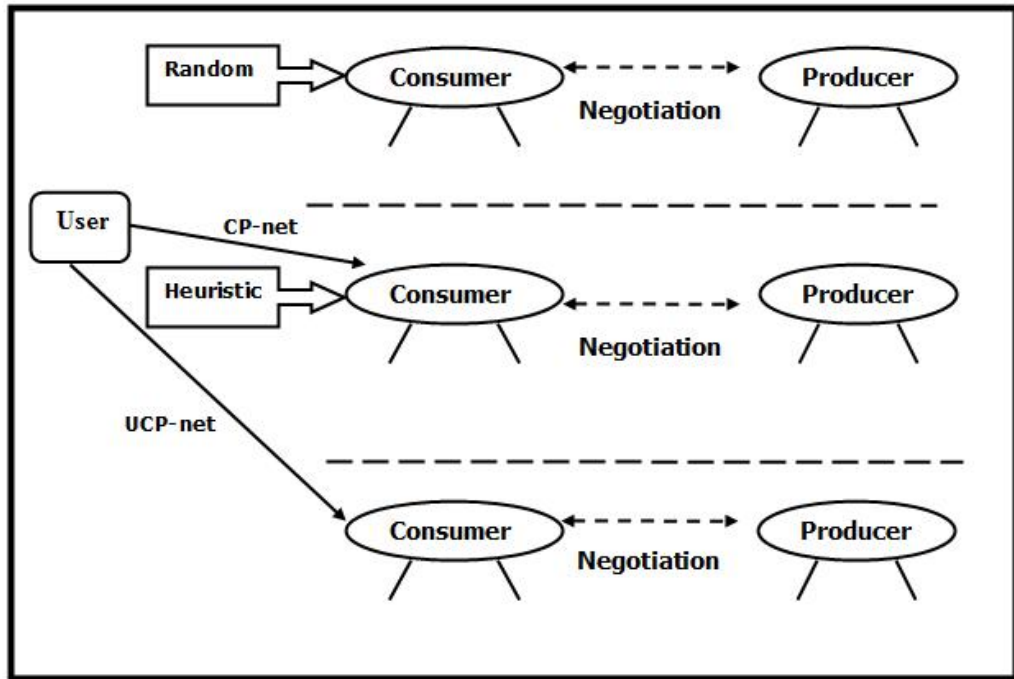 Random
Consumer
Producer
Negotiation
User
CP-net
Heuristic
Consumer
Producer
Negotiation
UCP-net
Consumer
Producer
Negotiation